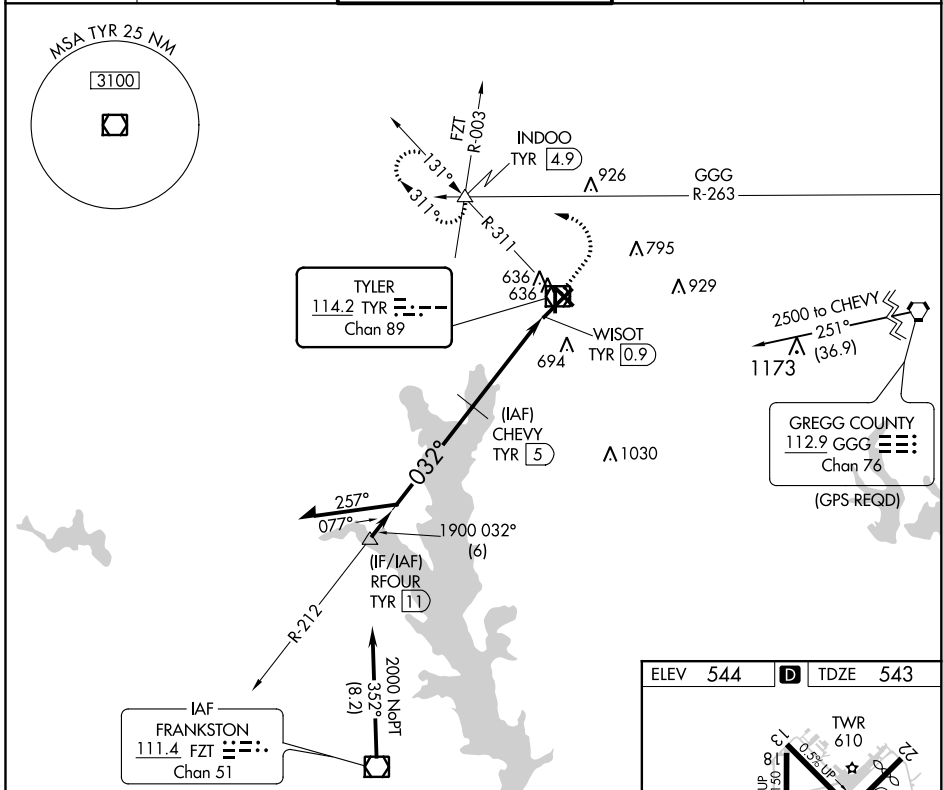 MSA TYR 25 NM
3100
FZT
R-003
INDOO
TYR 4.9
131°
311°
R-311
926
GGG
R-263
795
636
636
929
TYLER
114.2 TYR
Chan 89
WISOT
TYR 0.9
694
2500 to CHEVY
251°
(36.9)
1173
(IAF)
CHEVY
TYR 5
1030
GREGG COUNTY
112.9 GGG
Chan 76
(GPS REQD)
032°
257°
077°
1900 032°
(6)
(IF/IAF)
RFOUR
TYR 11
R-212
2000 NoPT
352°
(8.2)
IAF
FRANKSTON
111.4 FZT
Chan 51
ELEV 544 D TDZE 543
TWR
610
13
22
18
0.5% UP
UP
150